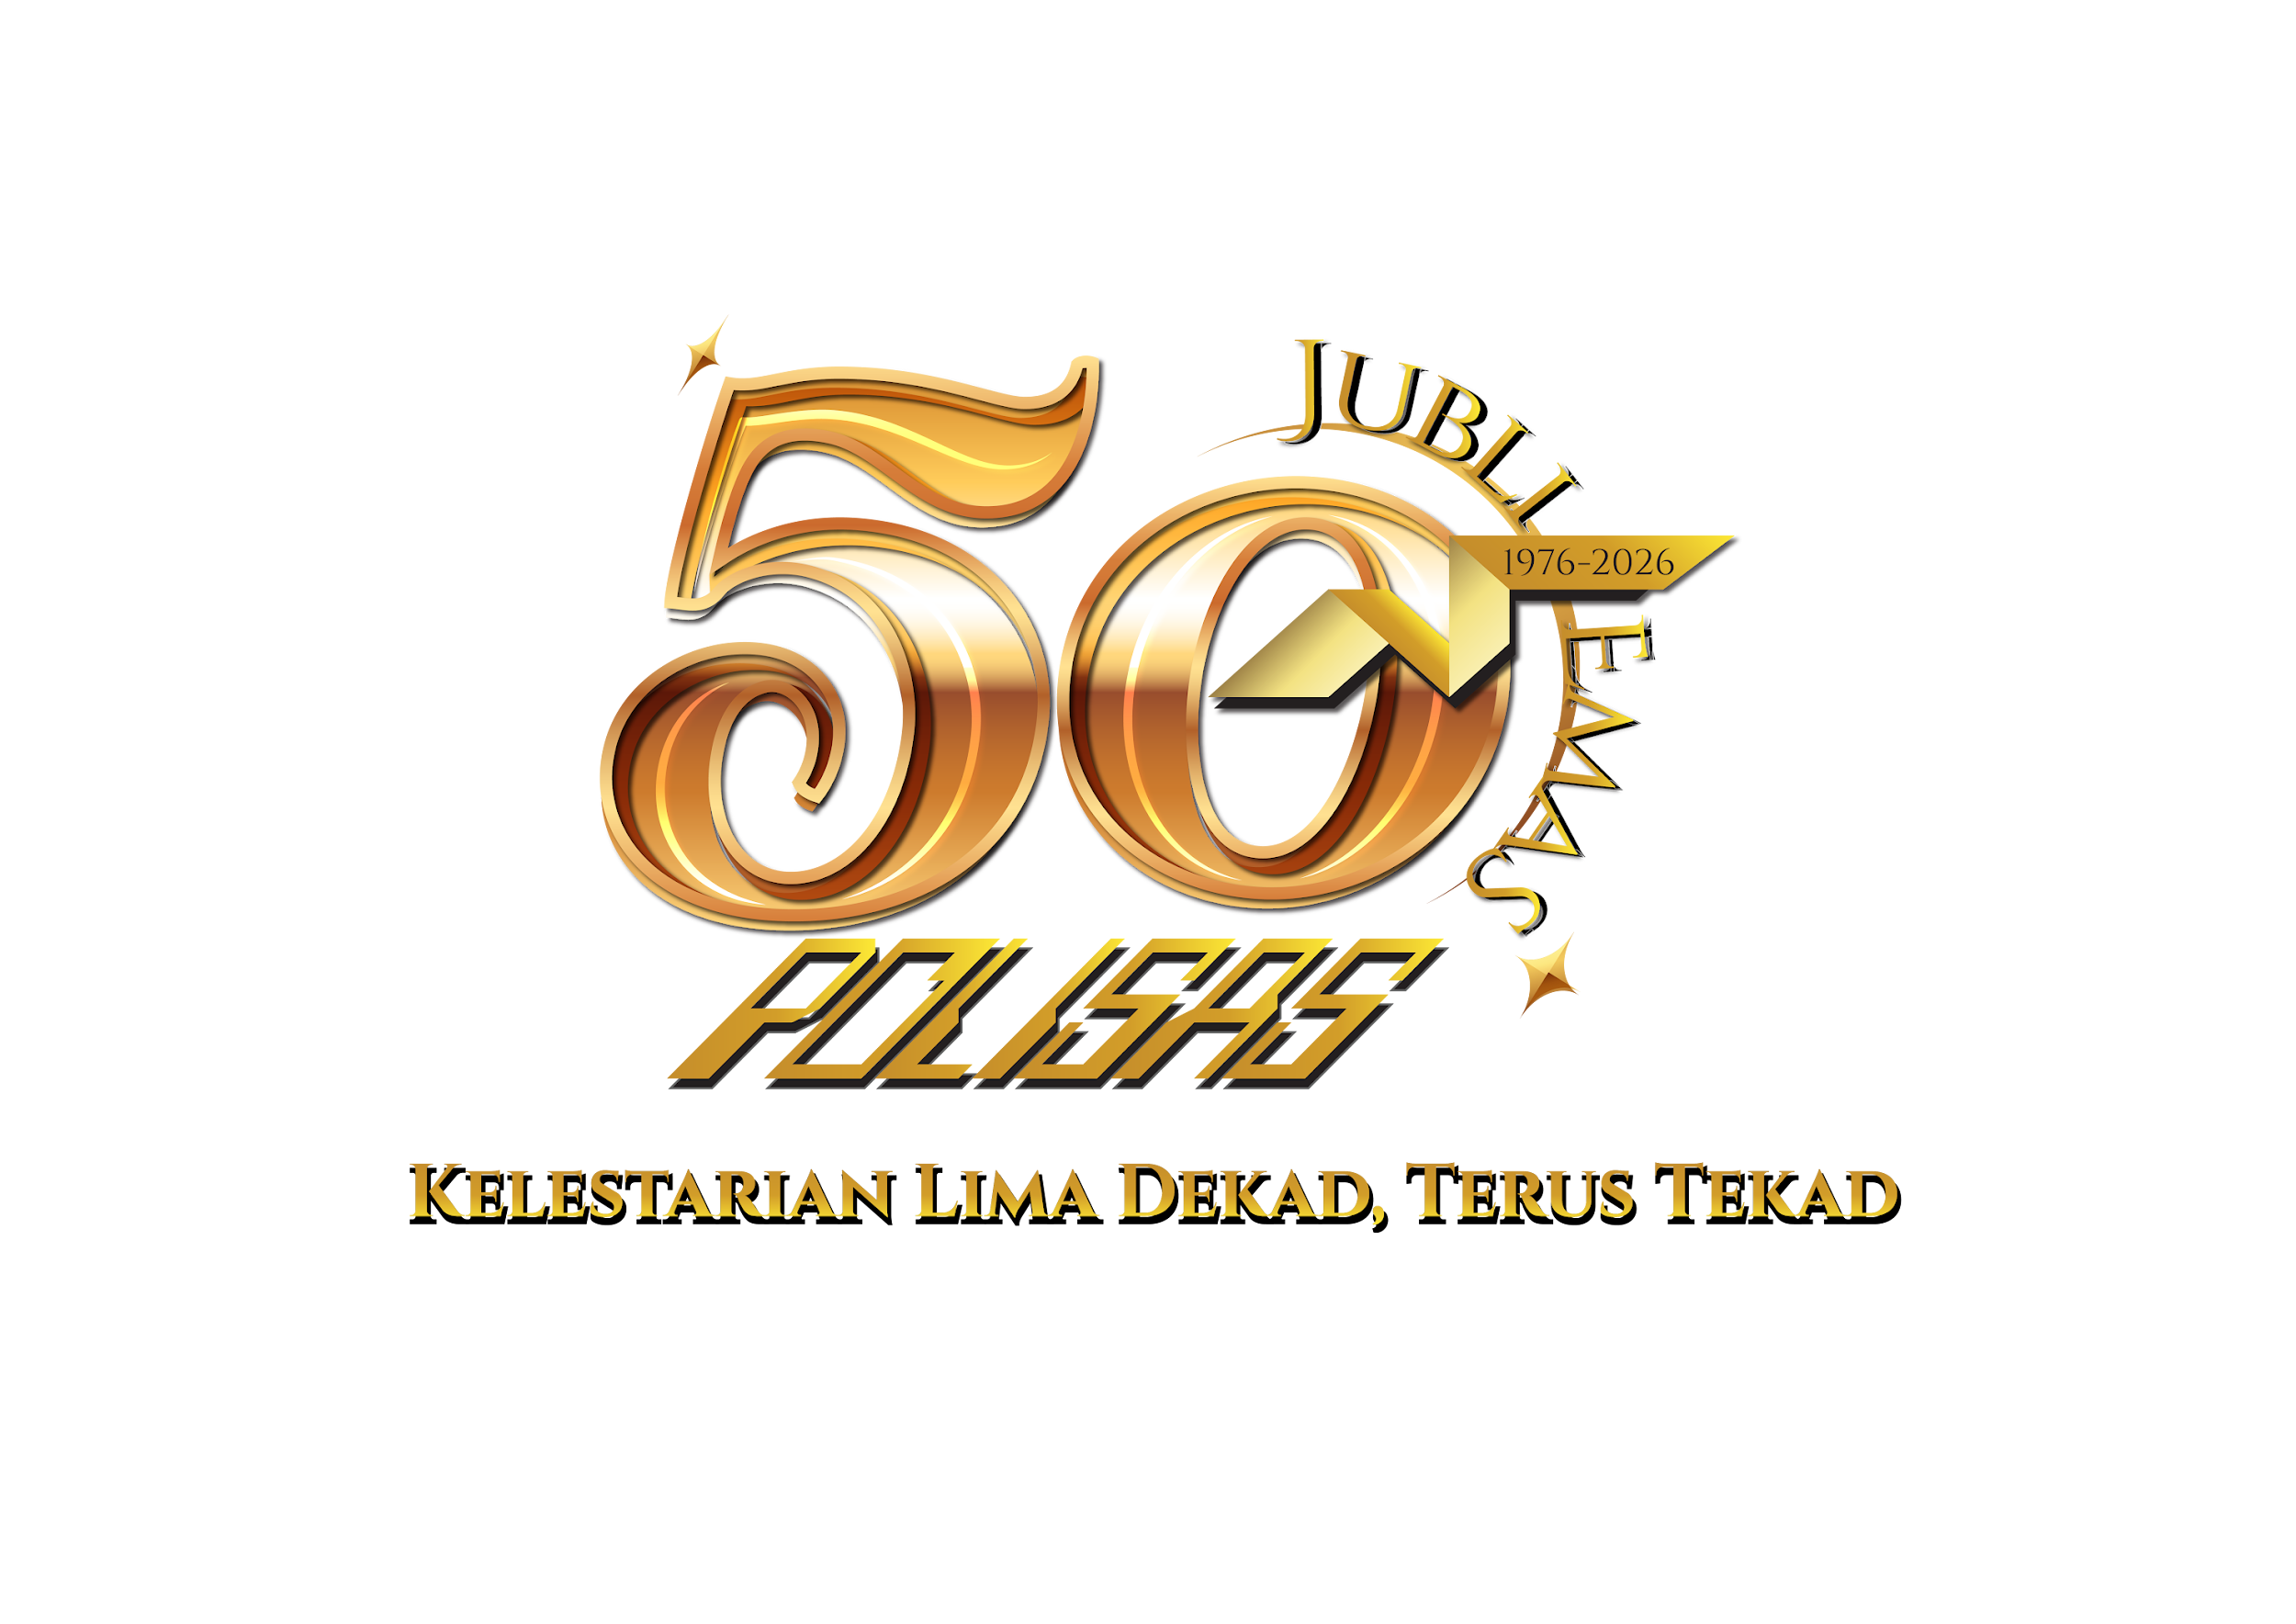 50
JUBLI EMAS
1976-2026
POLISAS
KELESTARIAN LIMA DEKAD, TERUS TEKAD